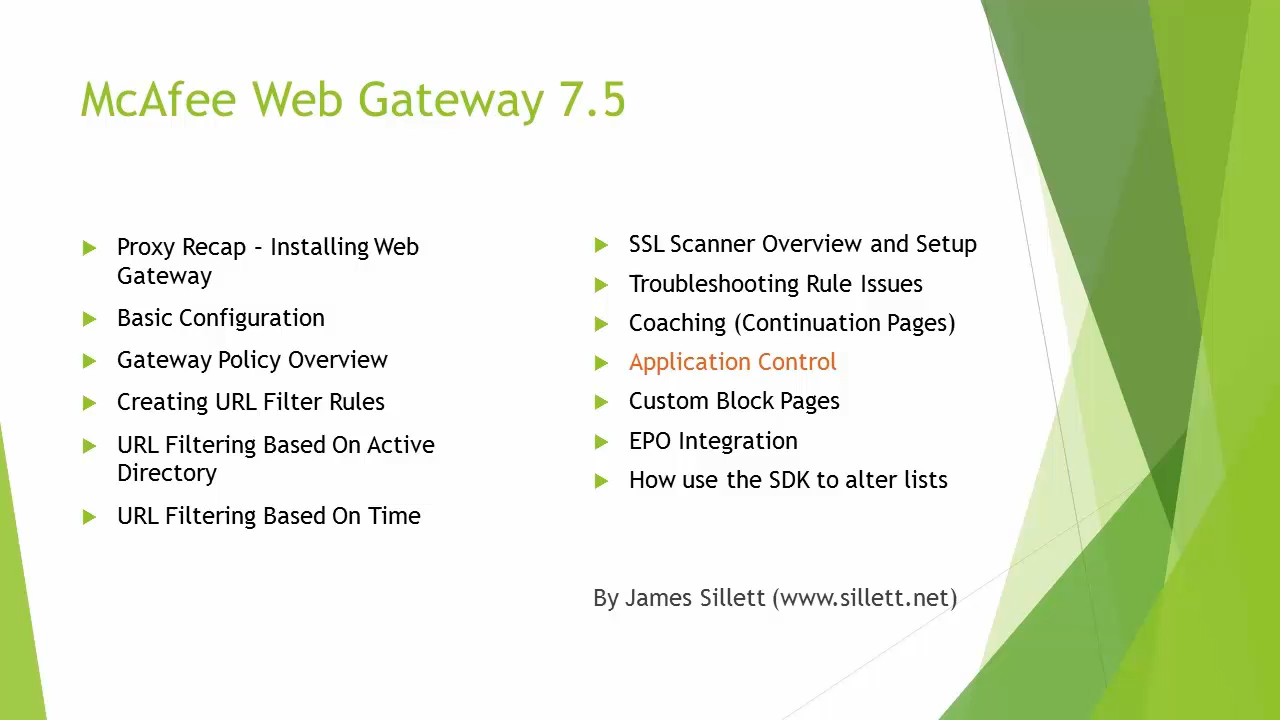 McAfee Web Gateway 7.5
Proxy Recap – Installing Web
Gateway
Basic Configuration
Gateway Policy Overview
Creating URL Filter Rules
URL Filtering Based On Active
Directory
URL Filtering Based On Time
SSL Scanner Overview and Setup
Troubleshooting Rule Issues
Coaching (Continuation Pages)
Application Control
Custom Block Pages
EPO Integration
How use the SDK to alter lists
By James Sillett (www.sillett.net)